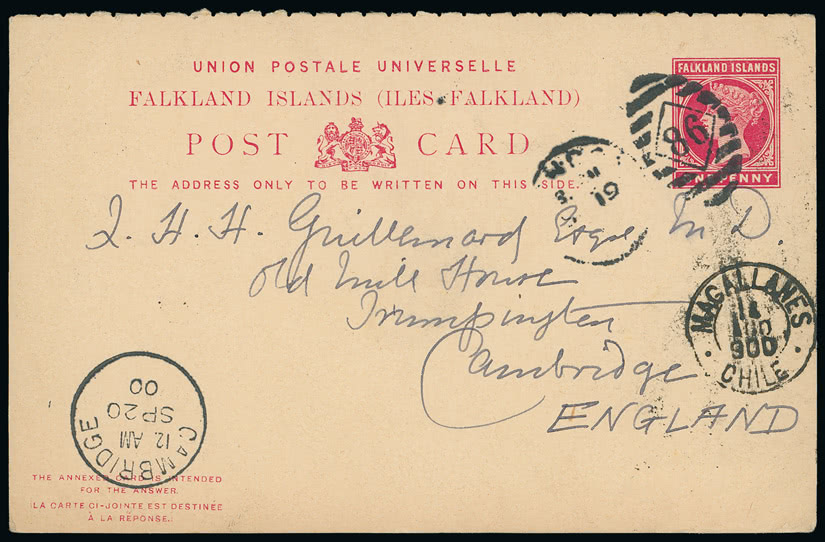 UNION POSTALE UNIVERSELLE
FALKLAND ISLANDS (ILES FALKLAND)
POST CARD
THE ADDRESS ONLY TO BE WRITTEN ON THIS SIDE.
FALKLAND ISLANDS
ONE PENNY
86
19
H. H. Guillemard Esqre M.D.
Old Mill House
Trumpington
Cambridge
ENGLAND
MAGALLANES
900
CHILE
CAMBRIDGE
12 AM
SP 20
00
THE ANNEXED CARD IS INTENDED
FOR THE ANSWER.
(LA CARTE CI-JOINTE EST DESTINÉE
À LA RÉPONSE.)